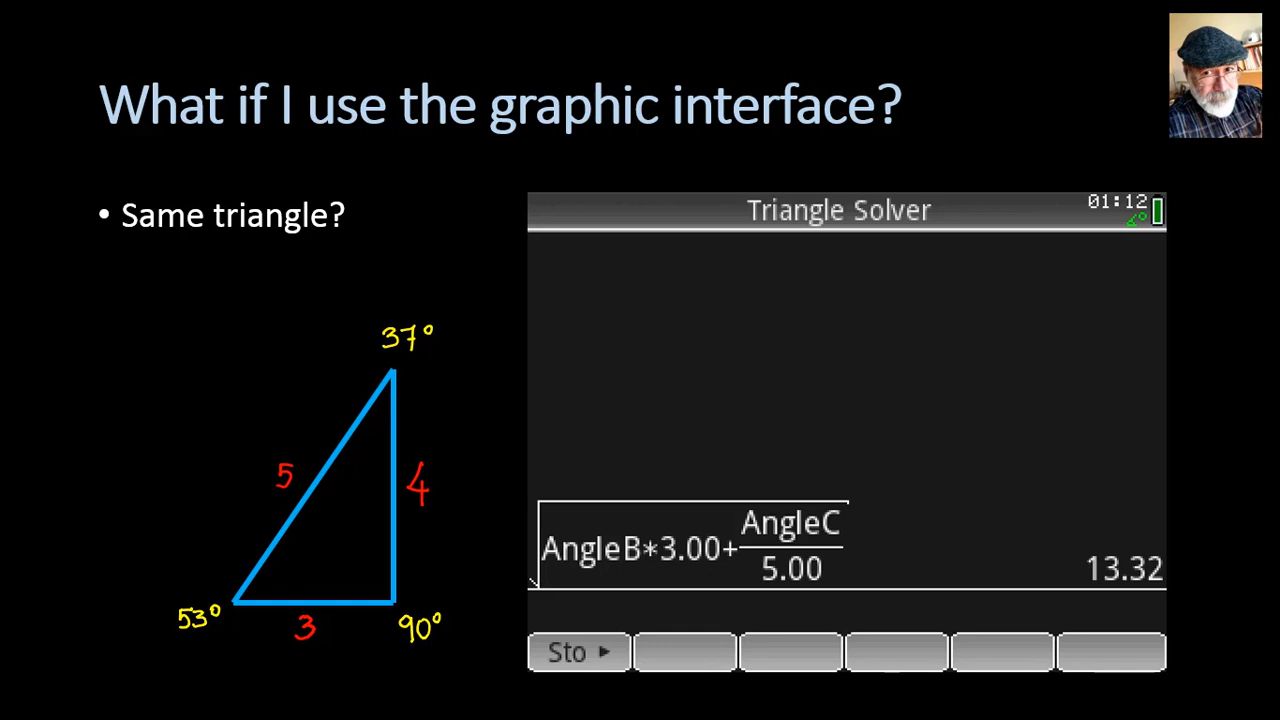 What if I use the graphic interface?
• Same triangle?
37°
5
4
53°
3
90°
Triangle Solver
01:12
∡°
√(AngleB*3.00+AngleC/5.00)
13.32
Sto ▶